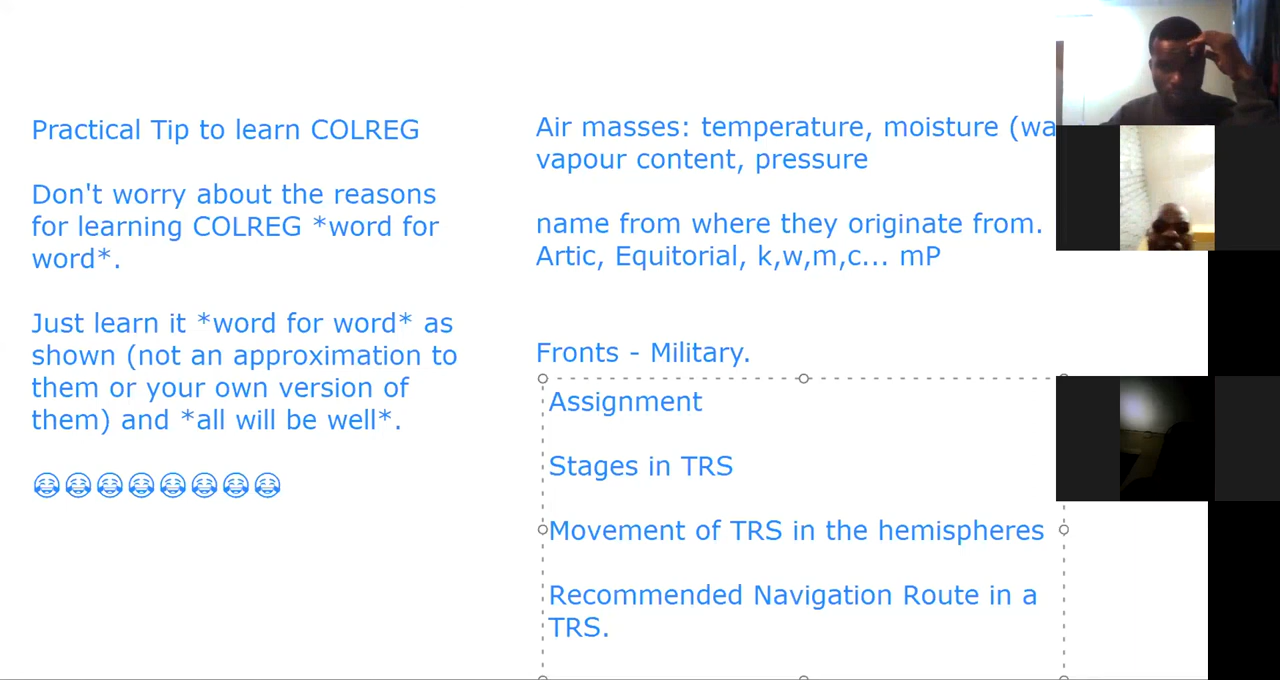 Practical Tip to learn COLREG
Don't worry about the reasons
for learning COLREG *word for
word*.
Just learn it *word for word* as
shown (not an approximation to
them or your own version of
them) and *all will be well*.
😂😂😂😂😂😂😂😂
Air masses: temperature, moisture (wa
vapour content, pressure
name from where they originate from.
Artic, Equitorial, k,w,m,c... mP
Fronts - Military.
Assignment
Stages in TRS
Movement of TRS in the hemispheres
Recommended Navigation Route in a
TRS.